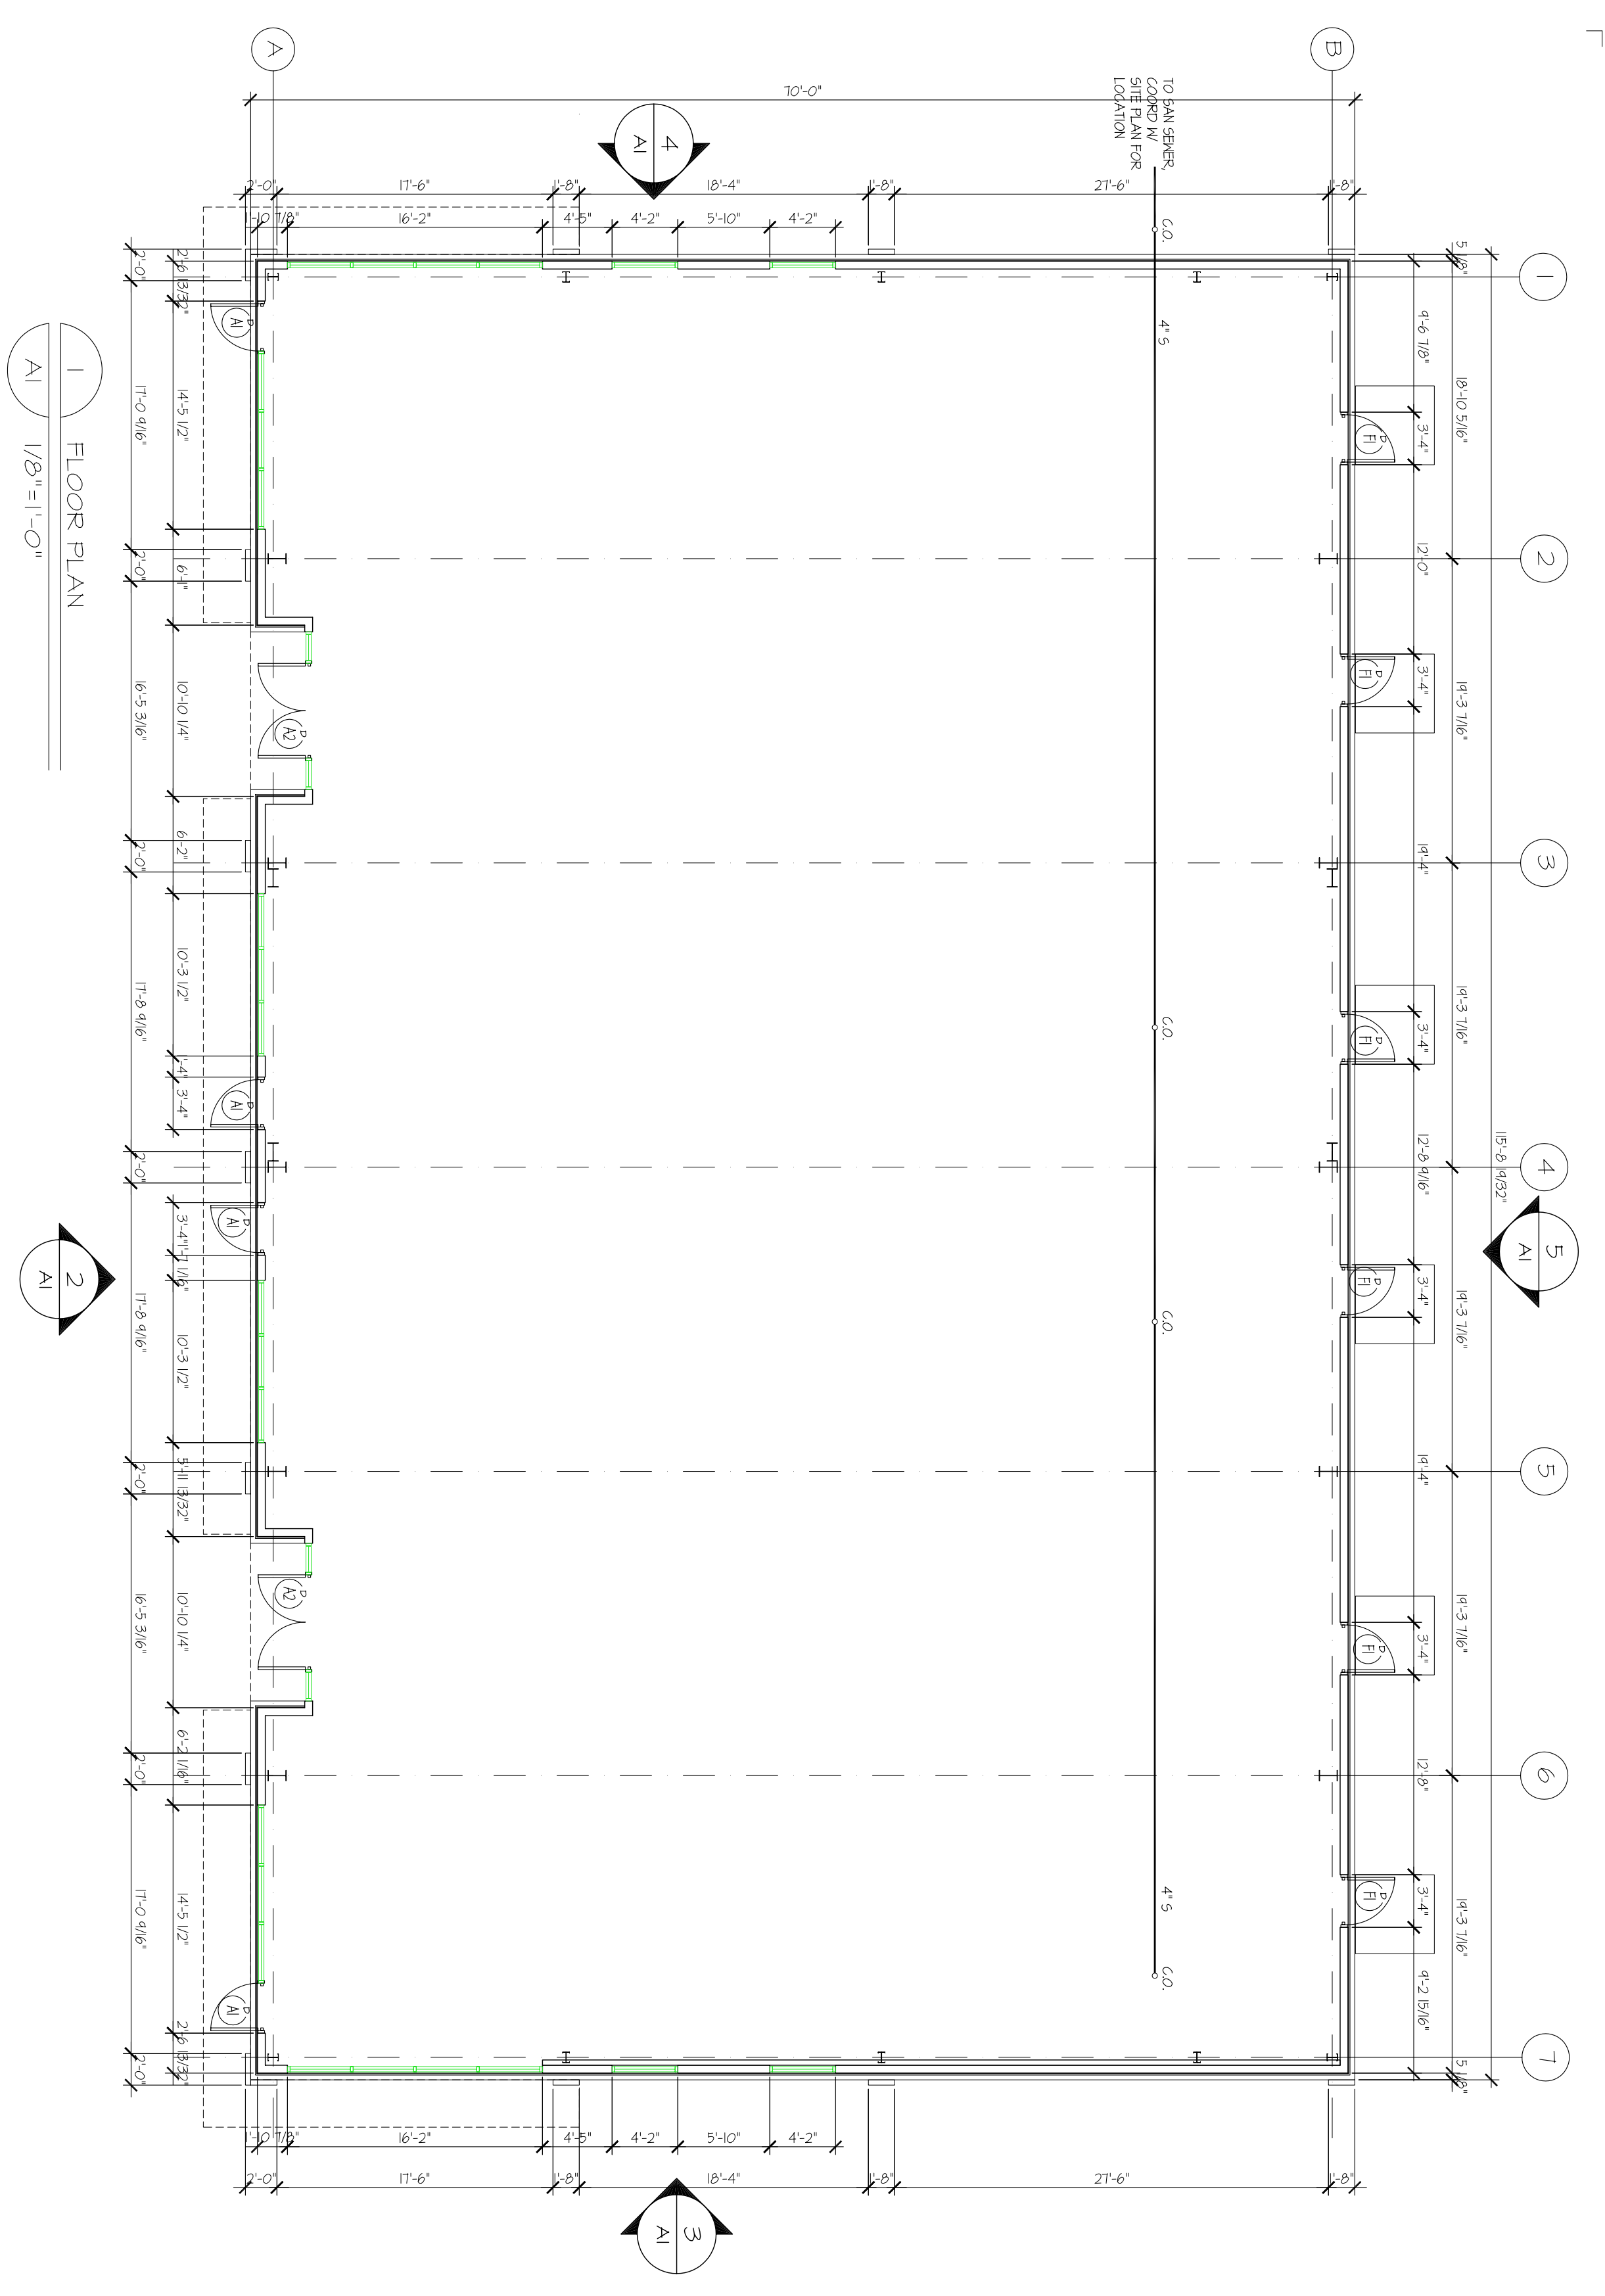 A
B
70'-0"
TO SAN SEWER,
COORD W/
SITE PLAN FOR
LOCATION
4
A1
2'-0"
17'-6"
1'-8"
18'-4"
1'-8"
27'-6"
1'-8"
1'-10 7/8"
16'-2"
4'-5"
4'-2"
5'-10"
4'-2"
C.O.
4" S
C.O.
C.O.
4" S
C.O.
1
2
3
4
5
6
7
115'-8 19/32"
5
A1
5 1/8"
18'-10 5/16"
19'-3 7/16"
19'-3 7/16"
19'-3 7/16"
19'-3 7/16"
19'-3 7/16"
5 1/8"
9'-6 7/8"
3'-4"
12'-0"
3'-4"
19'-4"
3'-4"
12'-8 9/16"
3'-4"
19'-4"
3'-4"
12'-8"
3'-4"
9'-2 15/16"
D
F1
D
F1
D
F1
D
F1
D
F1
D
F1
D
A1
D
A2
D
A1
D
A1
D
A2
D
A1
2'-6 13/32"
14'-5 1/2"
6'-1"
10'-10 1/4"
6'-2"
10'-3 1/2"
1'-4"
3'-4"
3'-4"
1'-7 1/16"
10'-3 1/2"
5'-11 13/32"
10'-10 1/4"
6'-2 1/16"
14'-5 1/2"
2'-6 13/32"
2'-0"
17'-0 9/16"
2'-0"
16'-5 3/16"
2'-0"
17'-8 9/16"
2'-0"
17'-8 9/16"
2'-0"
16'-5 3/16"
2'-0"
17'-0 9/16"
2'-0"
1'-10 7/8"
16'-2"
4'-5"
4'-2"
5'-10"
4'-2"
2'-0"
17'-6"
1'-8"
18'-4"
1'-8"
27'-6"
1'-8"
3
A1
2
A1
1
A1
FLOOR PLAN
1/8"=1'-0"